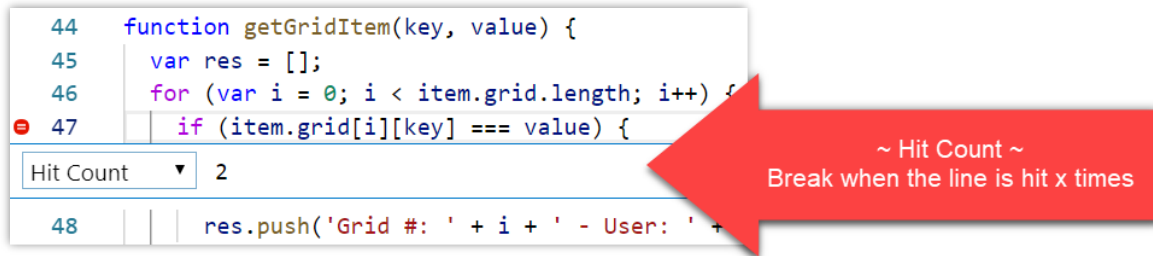 44 function getGridItem(key, value) {
45 var res = [];
46 for (var i = 0; i < item.grid.length; i++) {
47 if (item.grid[i][key] === value) {
Hit Count ▼ 2
~ Hit Count ~
Break when the line is hit x times
48 res.push('Grid #: ' + i + ' - User: ' +